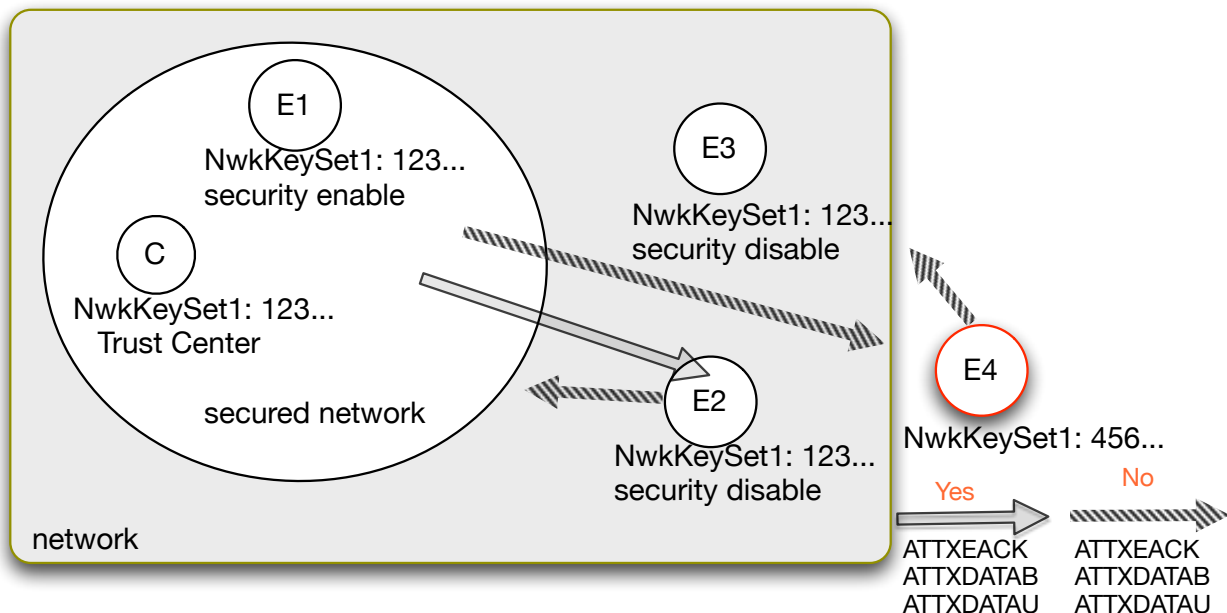 E1
NwkKeySet1: 123...
security enable
C
NwkKeySet1: 123...
Trust Center
secured network
E3
NwkKeySet1: 123...
security disable
E2
NwkKeySet1: 123...
security disable
network
E4
NwkKeySet1: 456...
Yes
ATTXEACK
ATTXDATAB
ATTXDATAU
No
ATTXEACK
ATTXDATAB
ATTXDATAU